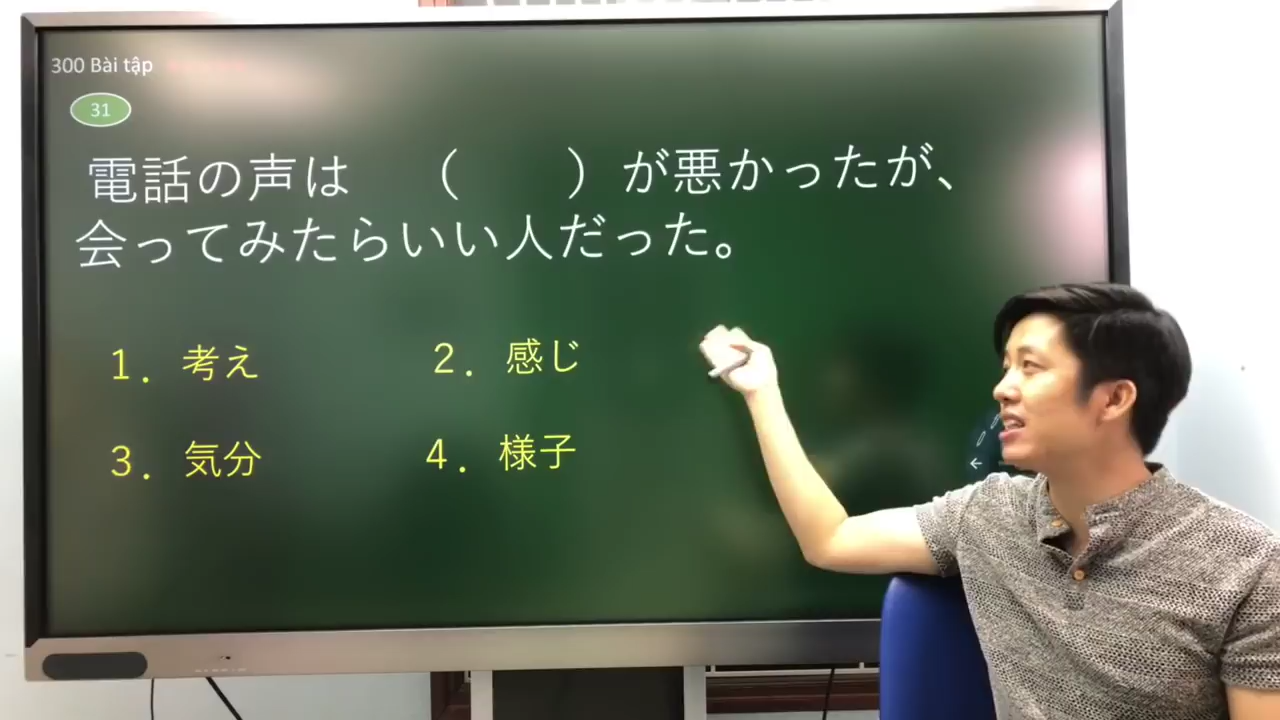 300 Bài tập
31
電話の声は （　　）が悪かったが、
会ってみたらいい人だった。
1. 考え 2. 感じ
3. 気分 4. 様子